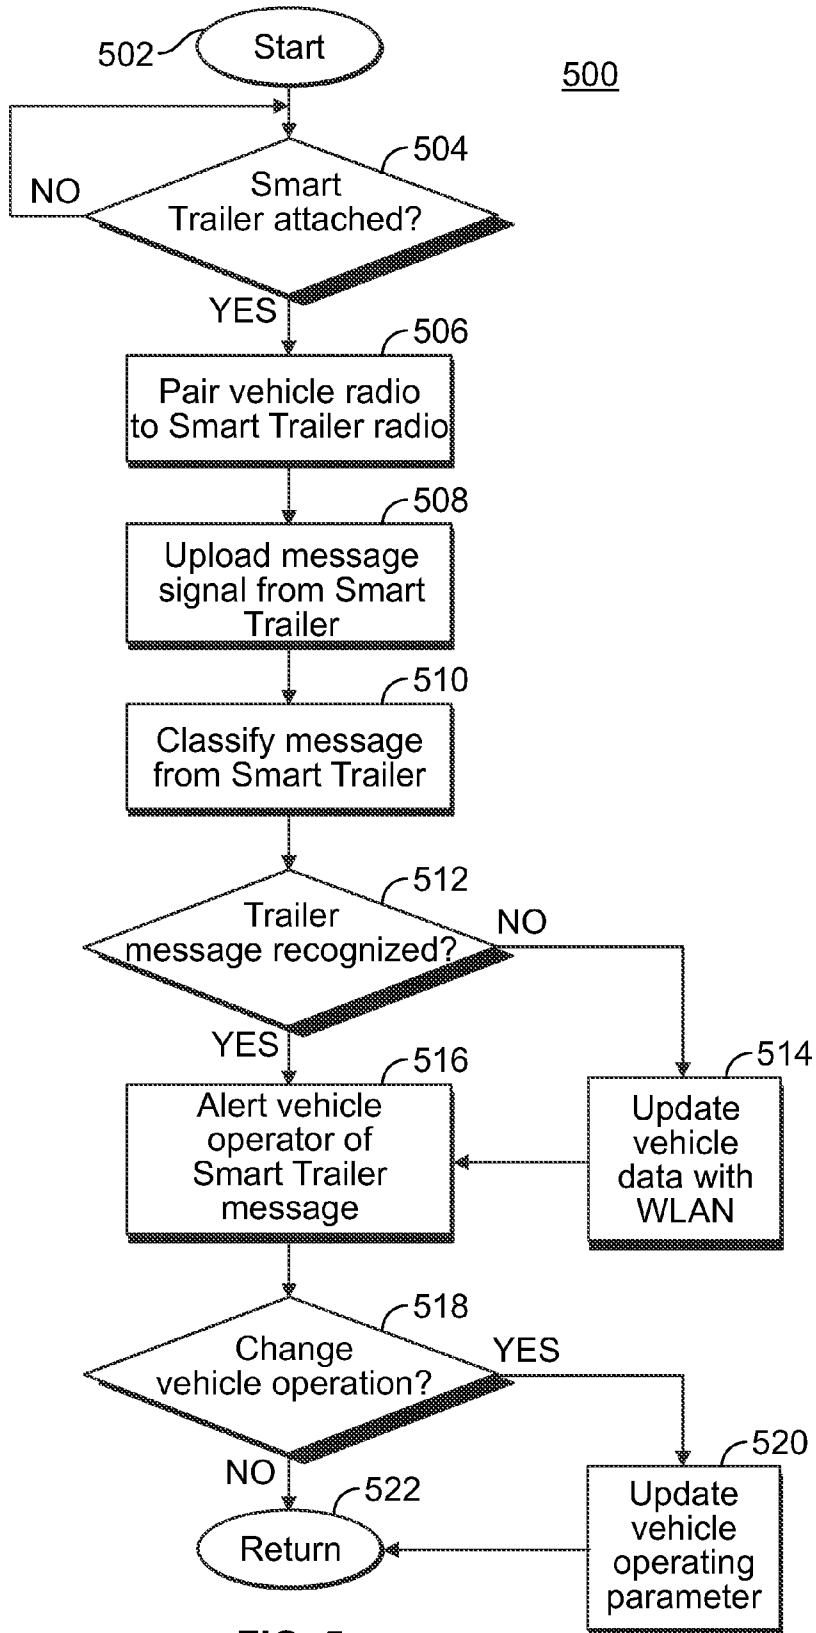 502
Start
500
504
Smart
Trailer attached?
NO
YES
506
Pair vehicle radio
to Smart Trailer radio
508
Upload message
signal from Smart
Trailer
510
Classify message
from Smart Trailer
512
Trailer
message recognized?
NO
YES
516
Alert vehicle
operator of
Smart Trailer
message
514
Update
vehicle
data with
WLAN
518
Change
vehicle operation?
YES
NO
520
Update
vehicle
operating
parameter
522
Return